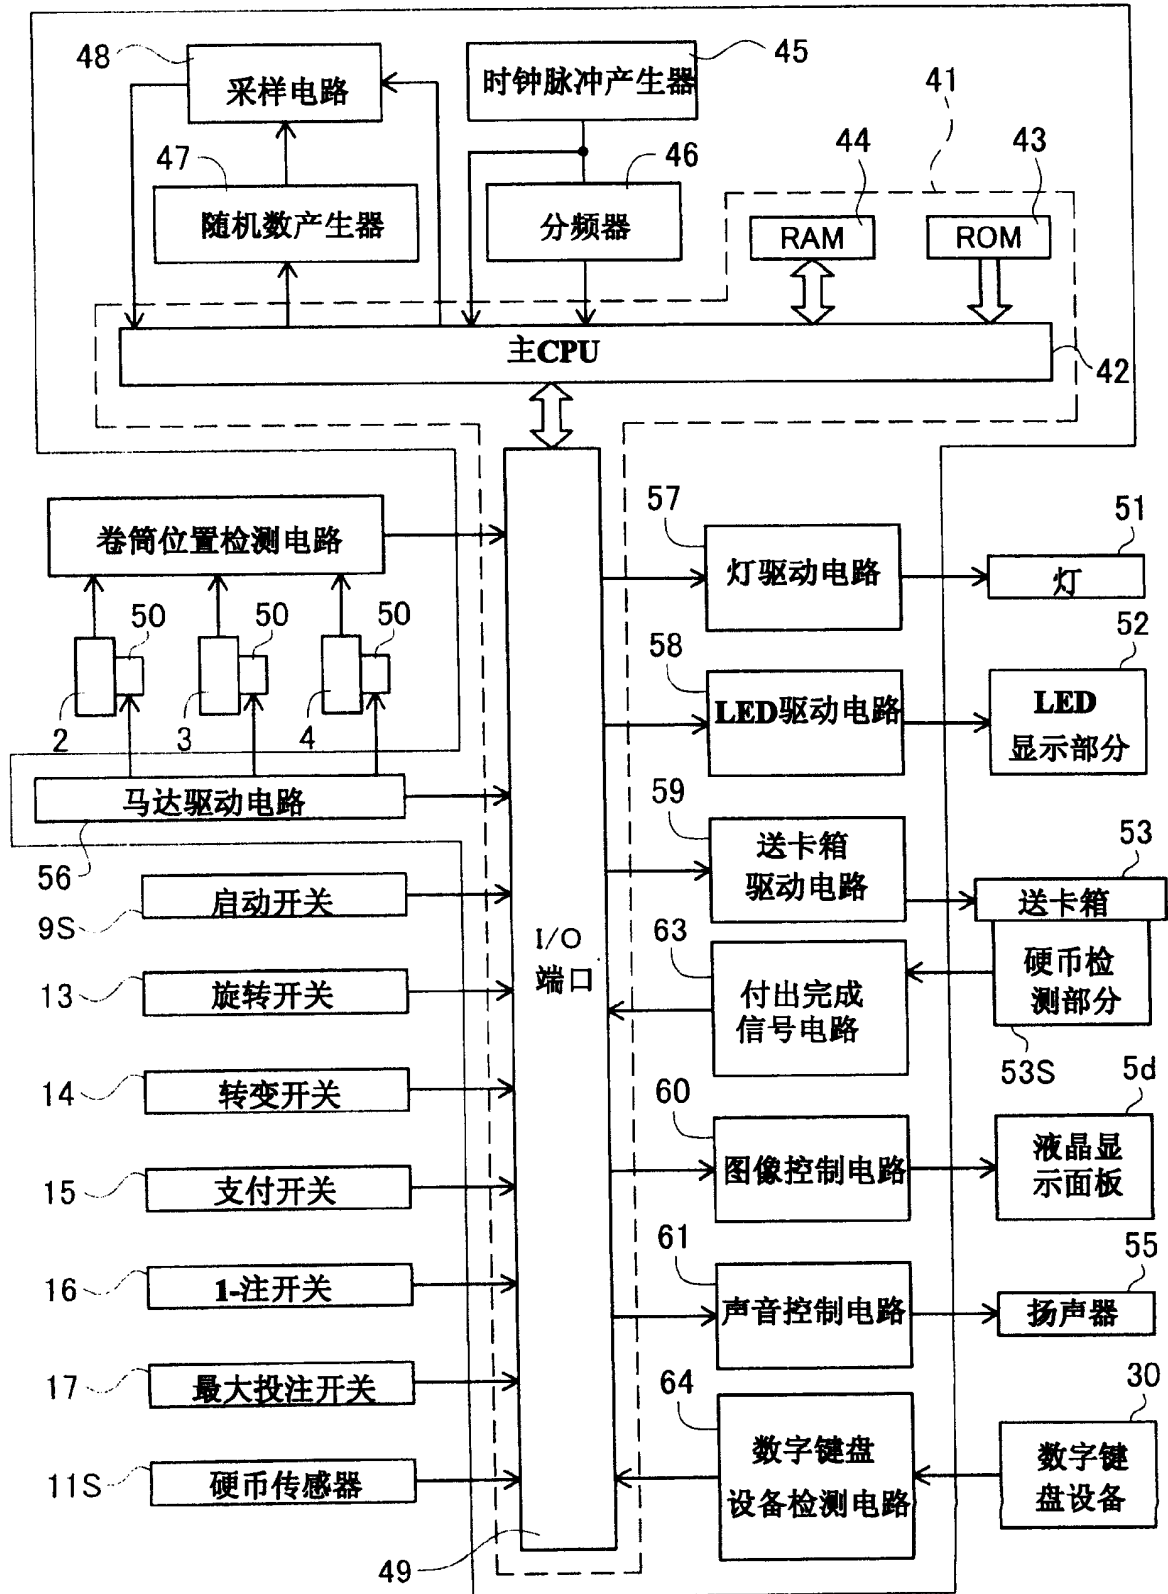 48
采样电路
时钟脉冲产生器
45
41
47
随机数产生器
46
分频器
44
RAM
43
ROM
主CPU
42
卷筒位置检测电路
50
50
50
2
3
4
马达驱动电路
56
启动开关
9S
13
旋转开关
14
转变开关
15
支付开关
16
1-注开关
17
最大投注开关
11S
硬币传感器
I/O
端口
49
57
灯驱动电路
51
灯
58
LED驱动电路
52
LED
显示部分
59
送卡箱
驱动电路
53
送卡箱
63
付出完成
信号电路
硬币检
测部分
53S
60
图像控制电路
5d
液晶显
示面板
61
声音控制电路
55
扬声器
64
数字键盘
设备检测电路
30
数字键
盘设备